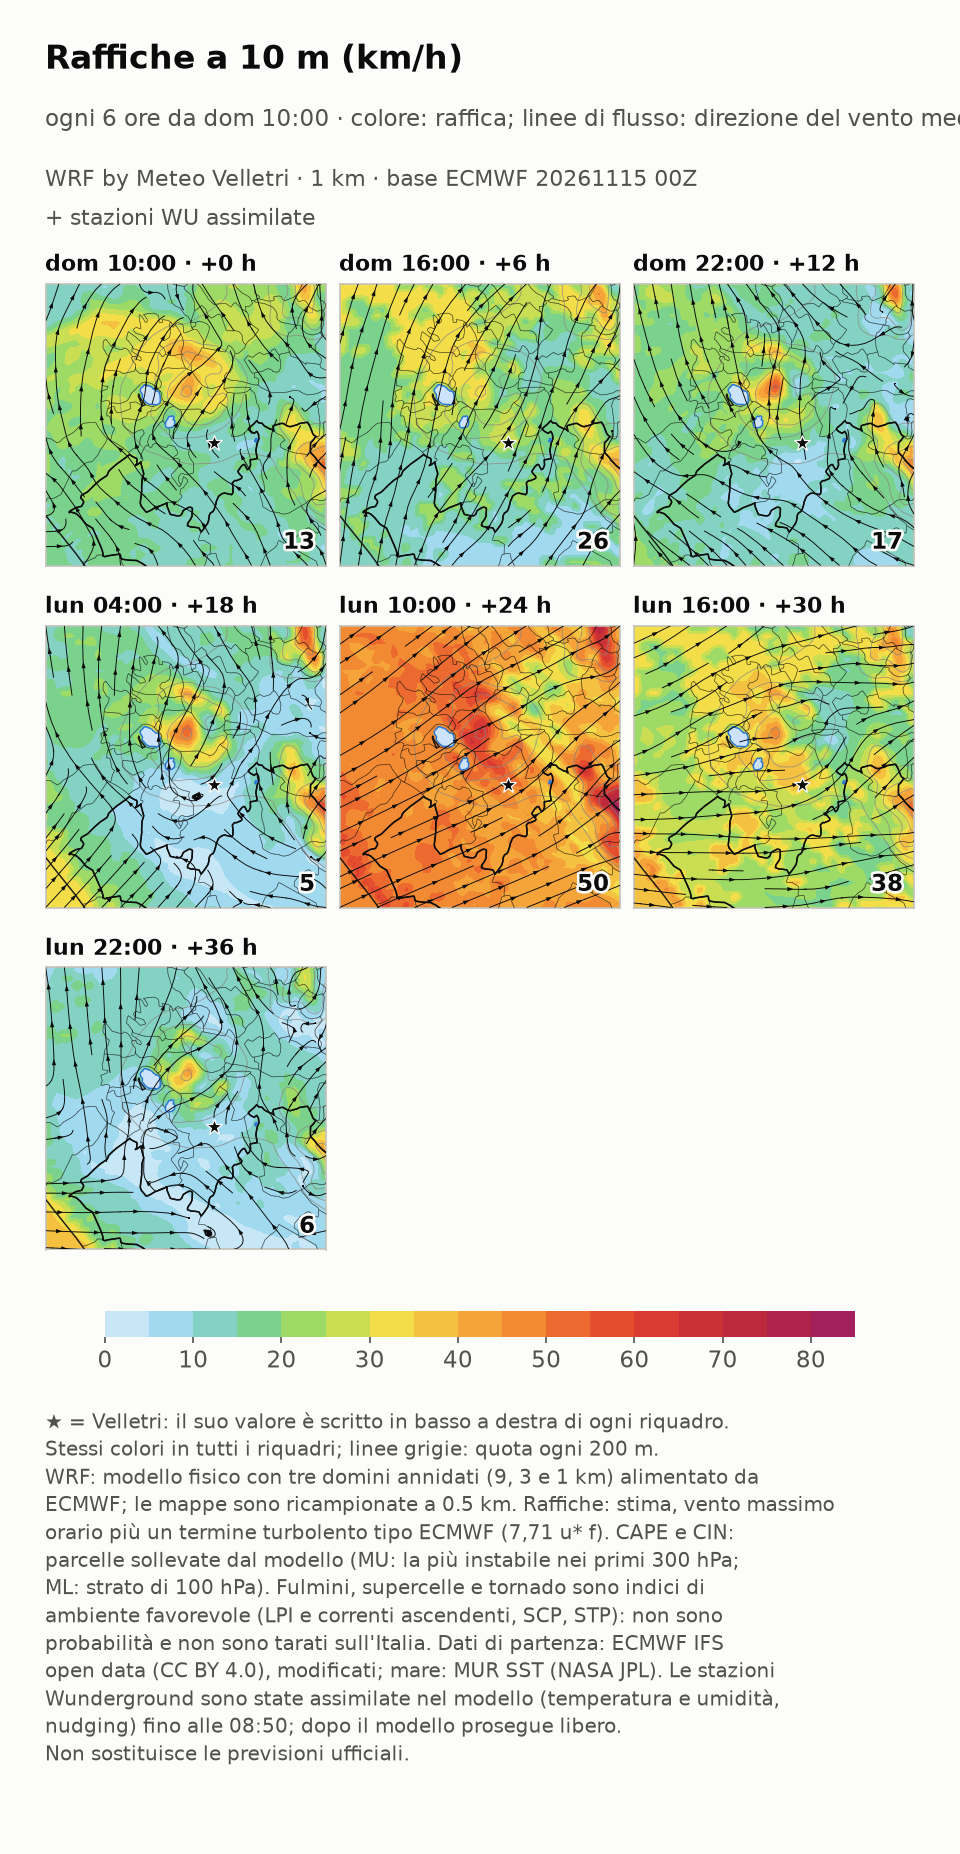 Raffiche a 10 m (km/h)
ogni 6 ore da dom 10:00 · colore: raffica; linee di flusso: direzione del vento
WRF by Meteo Velletri · 1 km · base ECMWF 20261115 00Z
+ stazioni WU assimilate
dom 10:00 · +0 h
dom 16:00 · +6 h
dom 22:00 · +12 h
13
26
17
lun 04:00 · +18 h
lun 10:00 · +24 h
lun 16:00 · +30 h
5
50
38
lun 22:00 · +36 h
6
0 10 20 30 40 50 60 70 80
★ = Velletri: il suo valore è scritto in basso a destra di ogni riquadro.
Stessi colori in tutti i riquadri; linee grigie: quota ogni 200 m.
WRF: modello fisico con tre domini annidati (9, 3 e 1 km) alimentato da
ECMWF; le mappe sono ricampionate a 0.5 km. Raffiche: stima, vento massimo
orario più un termine turbolento tipo ECMWF (7,71 u* f). CAPE e CIN:
parcelle sollevate dal modello (MU: la più instabile nei primi 300 hPa;
ML: strato di 100 hPa). Fulmini, supercelle e tornado sono indici di
ambiente favorevole (LPI e correnti ascendenti, SCP, STP): non sono
probabilità e non sono tarati sull'Italia. Dati di partenza: ECMWF IFS
open data (CC BY 4.0), modificati; mare: MUR SST (NASA JPL). Le stazioni
Wunderground sono state assimilate nel modello (temperatura e umidità,
nudging) fino alle 08:50; dopo il modello prosegue libero.
Non sostituisce le previsioni ufficiali.